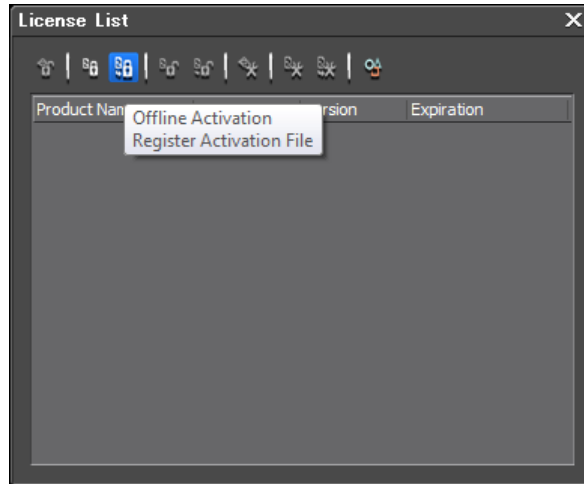 License List
Product Nam
rsion
Expiration
Offline Activation
Register Activation File